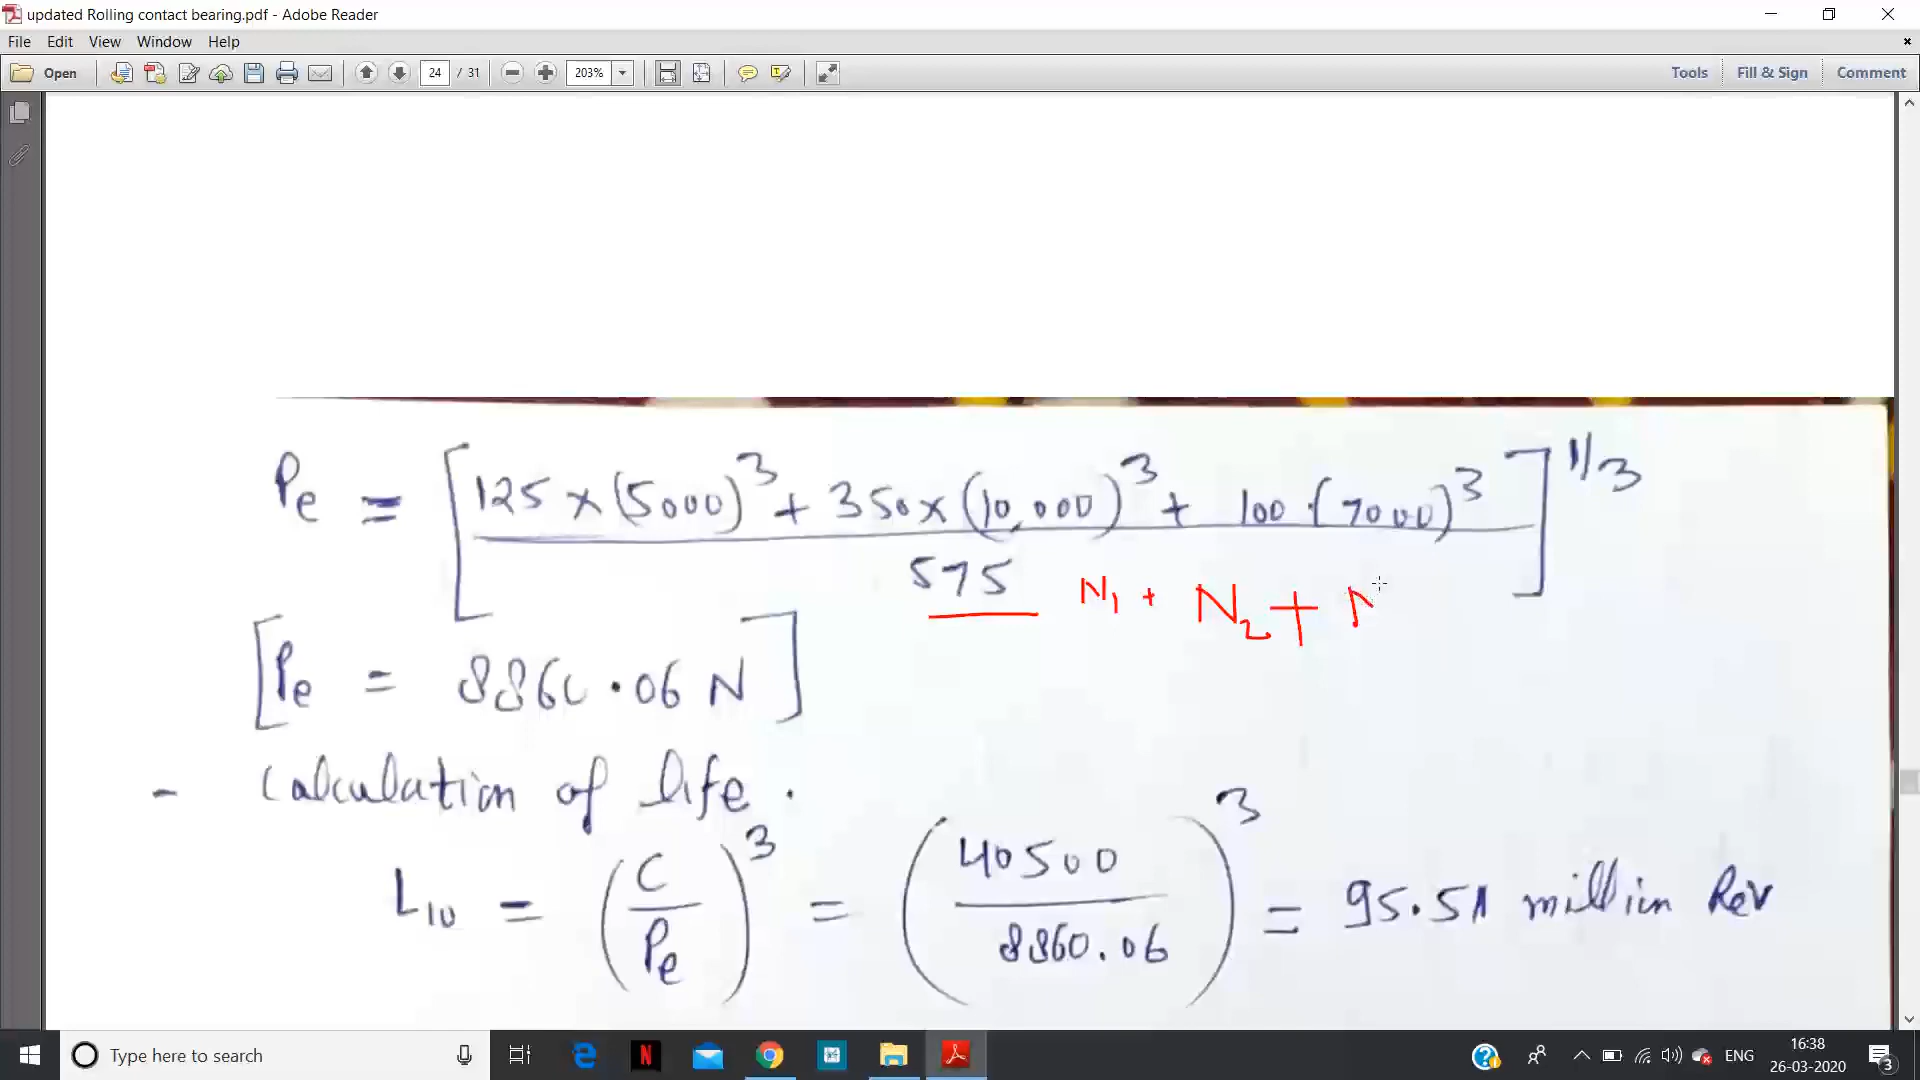 updated Rolling contact bearing.pdf - Adobe Reader
File Edit View Window Help
Open 24 / 31 203% Tools Fill & Sign Comment
Pe = [125 × (5000)^3 + 350 × (10,000)^3 + 100 · (7000)^3]^1/3
575 N1 + N2 + N
[Pe = 8860.06 N]
- Calculation of life .
L10 = (C/Pe)^3 = (40500/8860.06)^3 = 95.51 million Rev
Type here to search ENG 16:38
26-03-2020 3